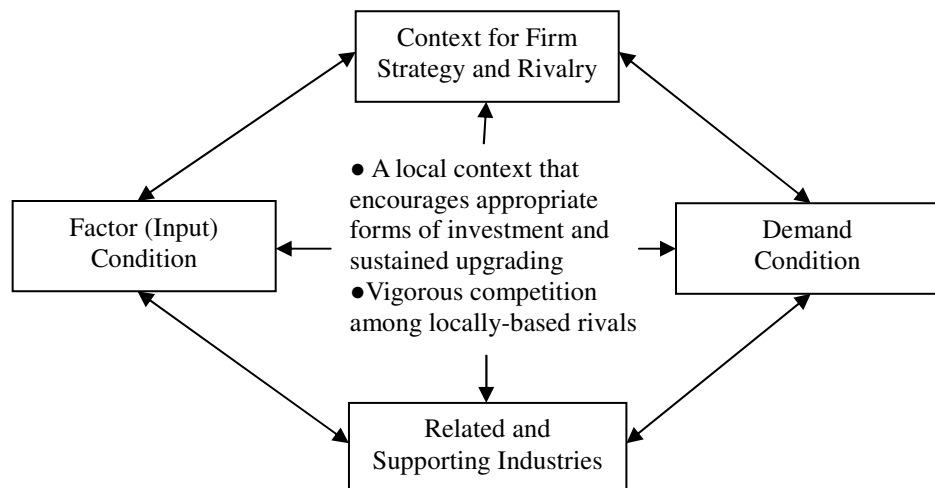 Context for Firm
Strategy and Rivalry
● A local context that
encourages appropriate
forms of investment and
sustained upgrading
●Vigorous competition
among locally-based rivals
Factor (Input)
Condition
Demand
Condition
Related and
Supporting Industries